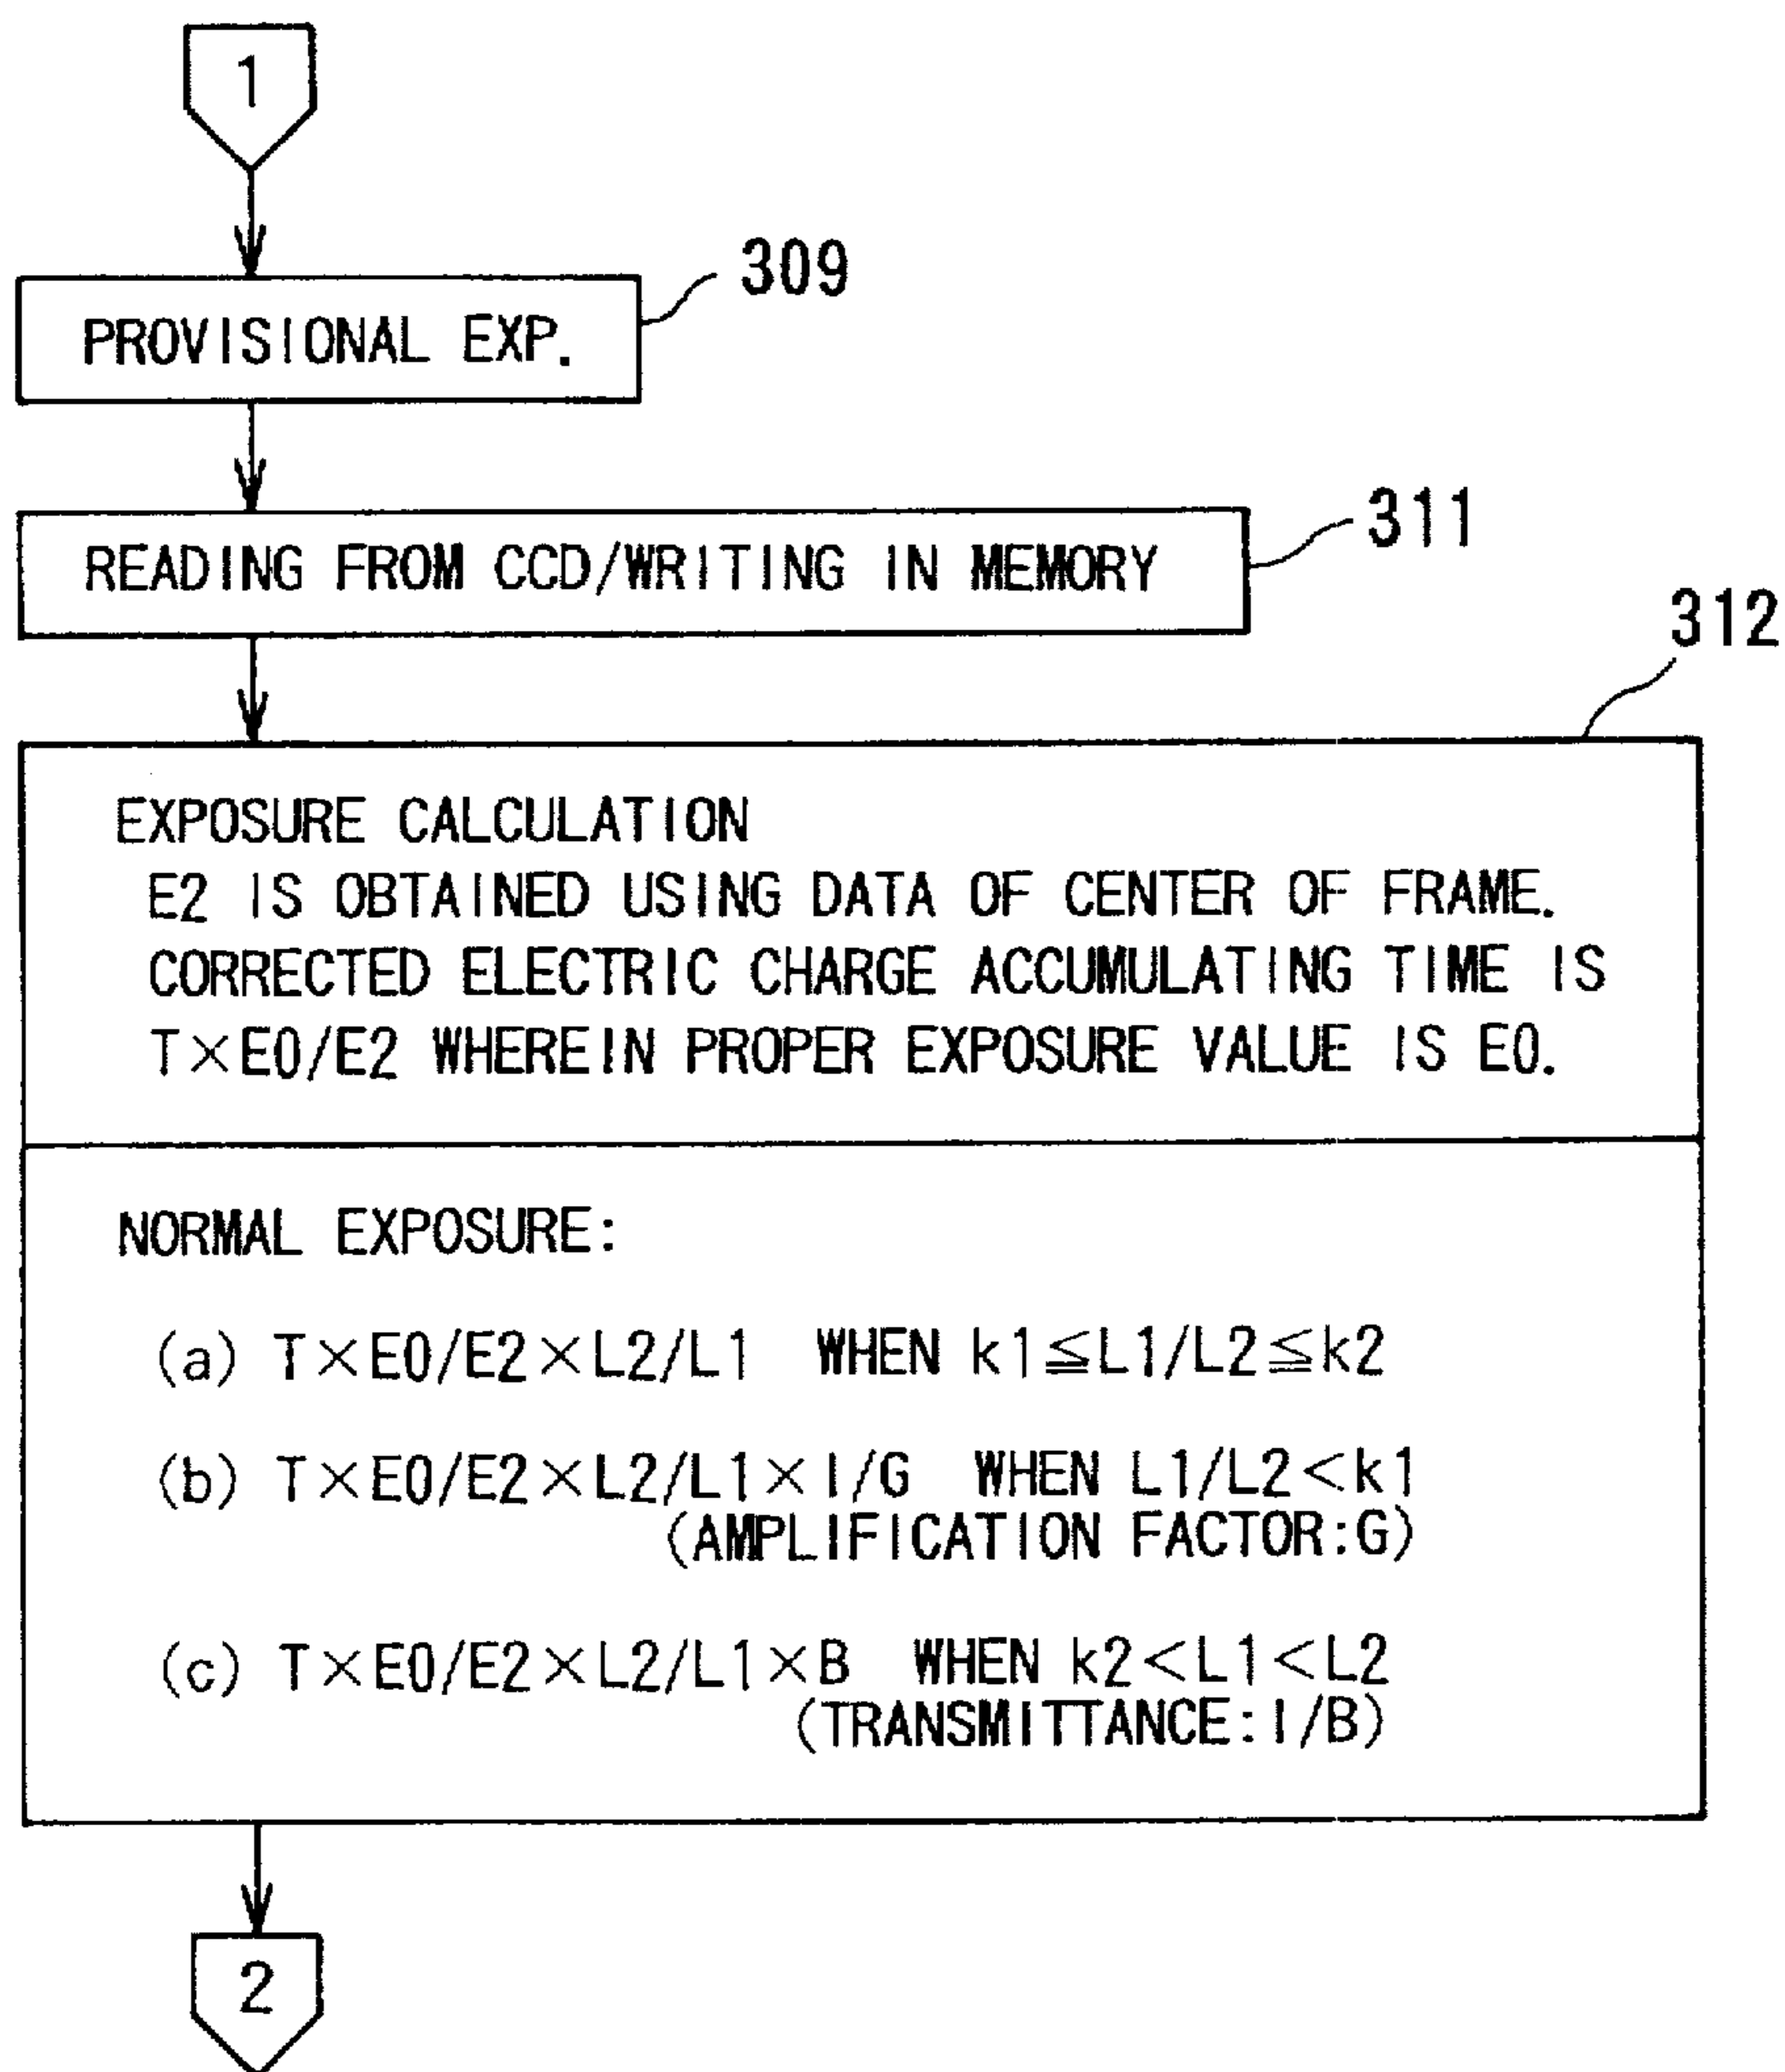 1
309
PROVISIONAL EXP.
311
READING FROM CCD/WRITING IN MEMORY
312
EXPOSURE CALCULATION
E2 IS OBTAINED USING DATA OF CENTER OF FRAME.
CORRECTED ELECTRIC CHARGE ACCUMULATING TIME IS
T×E0/E2 WHEREIN PROPER EXPOSURE VALUE IS E0.
NORMAL EXPOSURE:
(a) T×E0/E2×L2/L1 WHEN k1≦L1/L2≦k2
(b) T×E0/E2×L2/L1×I/G WHEN L1/L2<k1
(AMPLIFICATION FACTOR:G)
(c) T×E0/E2×L2/L1×B WHEN k2<L1<L2
(TRANSMITTANCE:I/B)
2